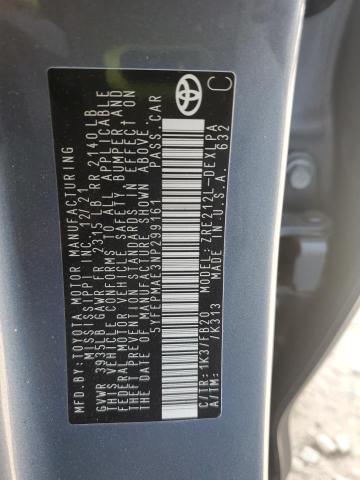 MFD.BY: TOYOTA MOTOR MANUFACTURING
MISSISSIPPI INC. 12/21
GVWR 3935LB GAWR FR 2315LB RR 2140LB
THIS VEHICLE CONFORMS TO ALL APPLICABLE
FEDERAL MOTOR VEHICLE SAFETY, BUMPER AND
THEFT PREVENTION STANDARDS IN EFFECT ON
THE DATE OF MANUFACTURE SHOWN ABOVE.
5YFEPMAE3NP299761 PASS.CAR
C/TR: 1K3/FB20 MODEL: ZRE212L-DEXLPA
A/TM: /K313 MADE IN U.S.A. 632
C